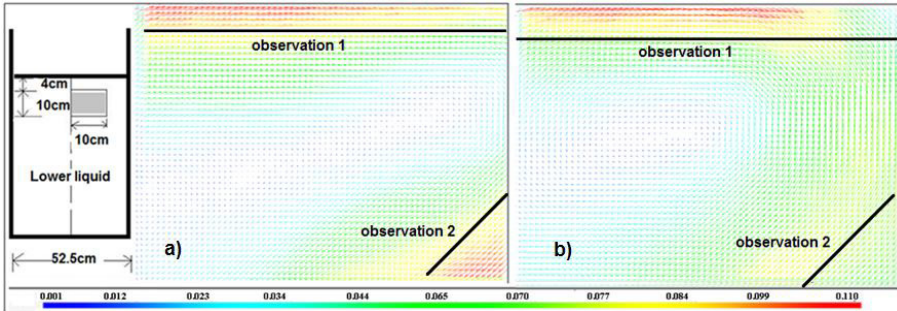 4cm
10cm
10cm
Lower liquid
52.5cm
observation 1
observation 2
a)
observation 1
observation 2
b)
0.001 0.012 0.023 0.034 0.044 0.065 0.070 0.077 0.084 0.099 0.110